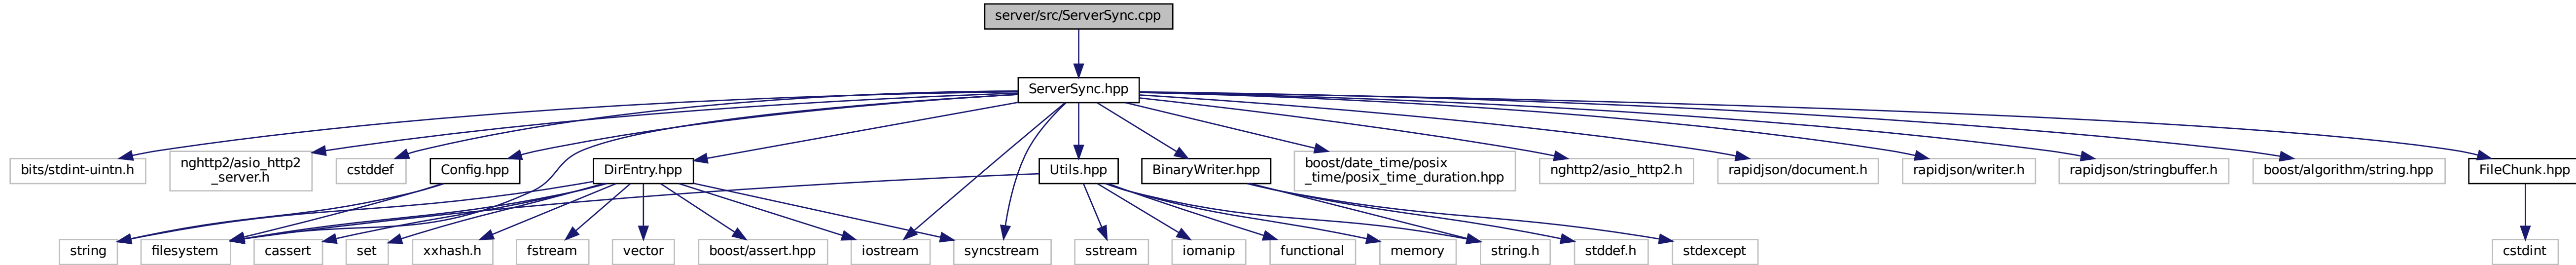 server/src/ServerSync.cpp
ServerSync.hpp
bits/stdint-uintn.h
nghttp2/asio_http2
_server.h
cstddef
Config.hpp
DirEntry.hpp
Utils.hpp
BinaryWriter.hpp
boost/date_time/posix
_time/posix_time_duration.hpp
nghttp2/asio_http2.h
rapidjson/document.h
rapidjson/writer.h
rapidjson/stringbuffer.h
boost/algorithm/string.hpp
FileChunk.hpp
string
filesystem
cassert
set
xxhash.h
fstream
vector
boost/assert.hpp
iostream
syncstream
sstream
iomanip
functional
memory
string.h
stddef.h
stdexcept
cstdint